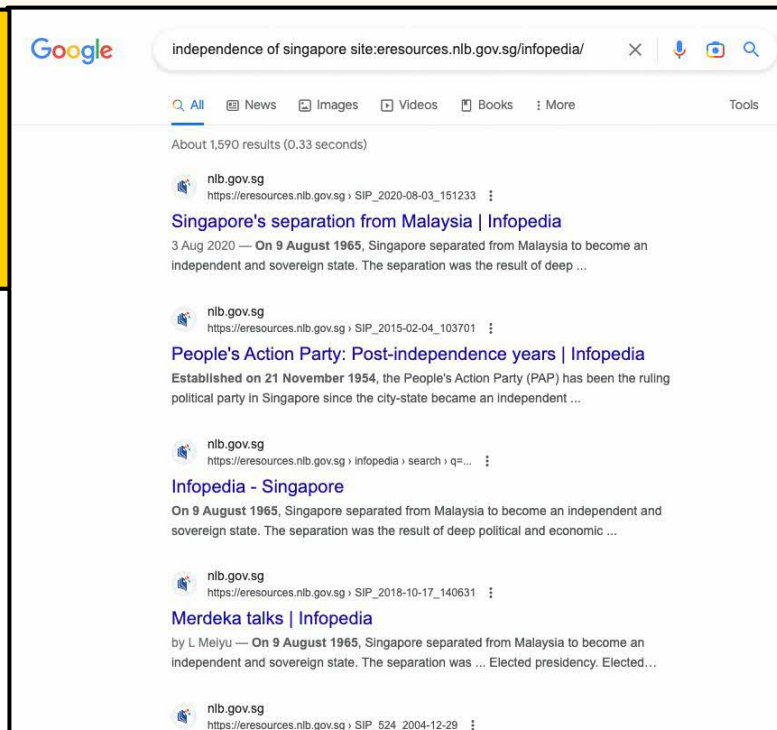 Google
independence of singapore site:eresources.nlb.gov.sg/infopedia/
All News Images Videos Books More Tools
About 1,590 results (0.33 seconds)
nlb.gov.sg
https://eresources.nlb.gov.sg › SIP_2020-08-03_151233
Singapore's separation from Malaysia | Infopedia
3 Aug 2020 — On 9 August 1965, Singapore separated from Malaysia to become an
independent and sovereign state. The separation was the result of deep ...
nlb.gov.sg
https://eresources.nlb.gov.sg › SIP_2015-02-04_103701
People's Action Party: Post-independence years | Infopedia
Established on 21 November 1954, the People's Action Party (PAP) has been the ruling
political party in Singapore since the city-state became an independent ...
nlb.gov.sg
https://eresources.nlb.gov.sg › infopedia › search › q=...
Infopedia - Singapore
On 9 August 1965, Singapore separated from Malaysia to become an independent and
sovereign state. The separation was the result of deep political and economic ...
nlb.gov.sg
https://eresources.nlb.gov.sg › SIP_2018-10-17_140631
Merdeka talks | Infopedia
by L Meiyu — On 9 August 1965, Singapore separated from Malaysia to become an
independent and sovereign state. The separation was ... Elected presidency. Elected...
nlb.gov.sg
https://eresources.nlb.gov.sg › SIP_524_2004-12-29